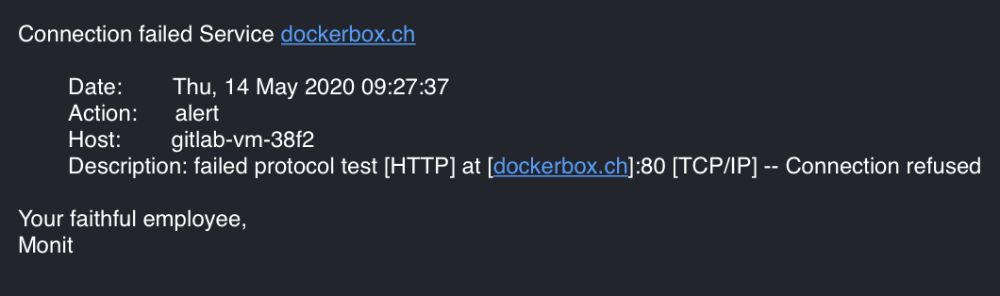 Connection failed Service dockerbox.ch
Date: Thu, 14 May 2020 09:27:37
Action: alert
Host: gitlab-vm-38f2
Description: failed protocol test [HTTP] at [dockerbox.ch]:80 [TCP/IP] -- Connection refused
Your faithful employee,
Monit